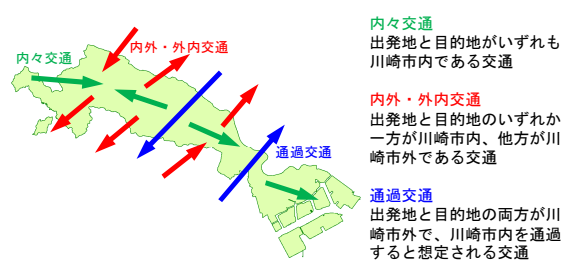 内々交通
内外・外内交通
通過交通
内々交通
出発地と目的地がいずれも
川崎市内である交通
内外・外内交通
出発地と目的地のいずれか
一方が川崎市内、他方が川
崎市外である交通
通過交通
出発地と目的地の両方が川
崎市外で、川崎市内を通過
すると想定される交通